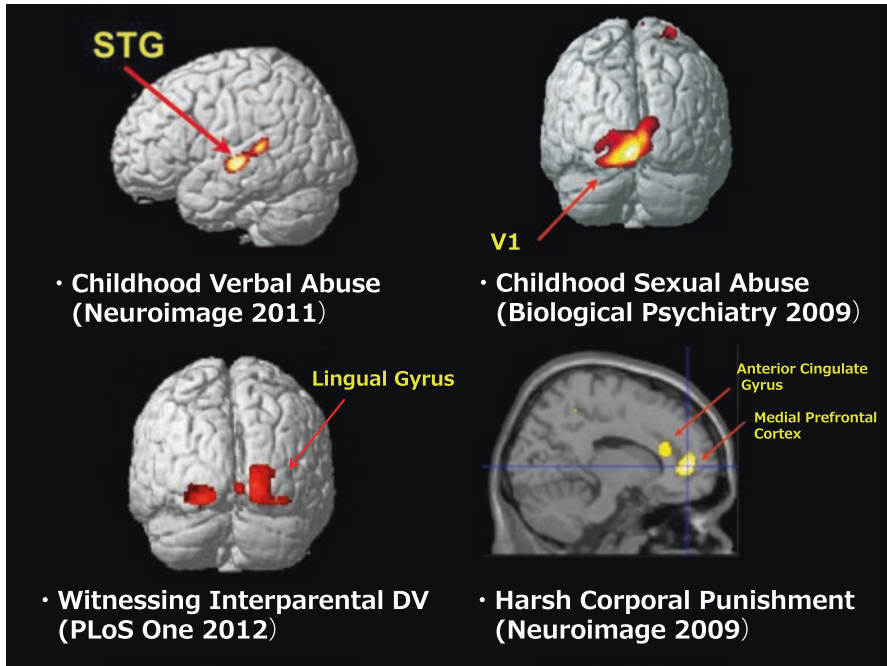 STG
V1
・Childhood Verbal Abuse
(Neuroimage 2011）
・Childhood Sexual Abuse
(Biological Psychiatry 2009）
Lingual Gyrus
Anterior Cingulate
Gyrus
Medial Prefrontal
Cortex
・Witnessing Interparental DV
(PLoS One 2012）
・Harsh Corporal Punishment
(Neuroimage 2009）